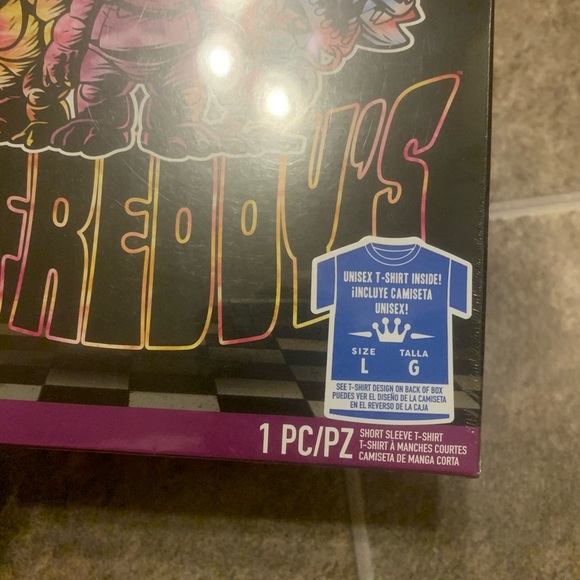 FREDDY'S
UNISEX T-SHIRT INSIDE!
¡INCLUYE CAMISETA
UNISEX!
SIZE TALLA
L G
SEE T-SHIRT DESIGN ON BACK OF BOX
PUEDES VER EL DISEÑO DE LA CAMISETA
EN EL REVERSO DE LA CAJA
1 PC/PZ SHORT SLEEVE T-SHIRT
T-SHIRT À MANCHES COURTES
CAMISETA DE MANGA CORTA